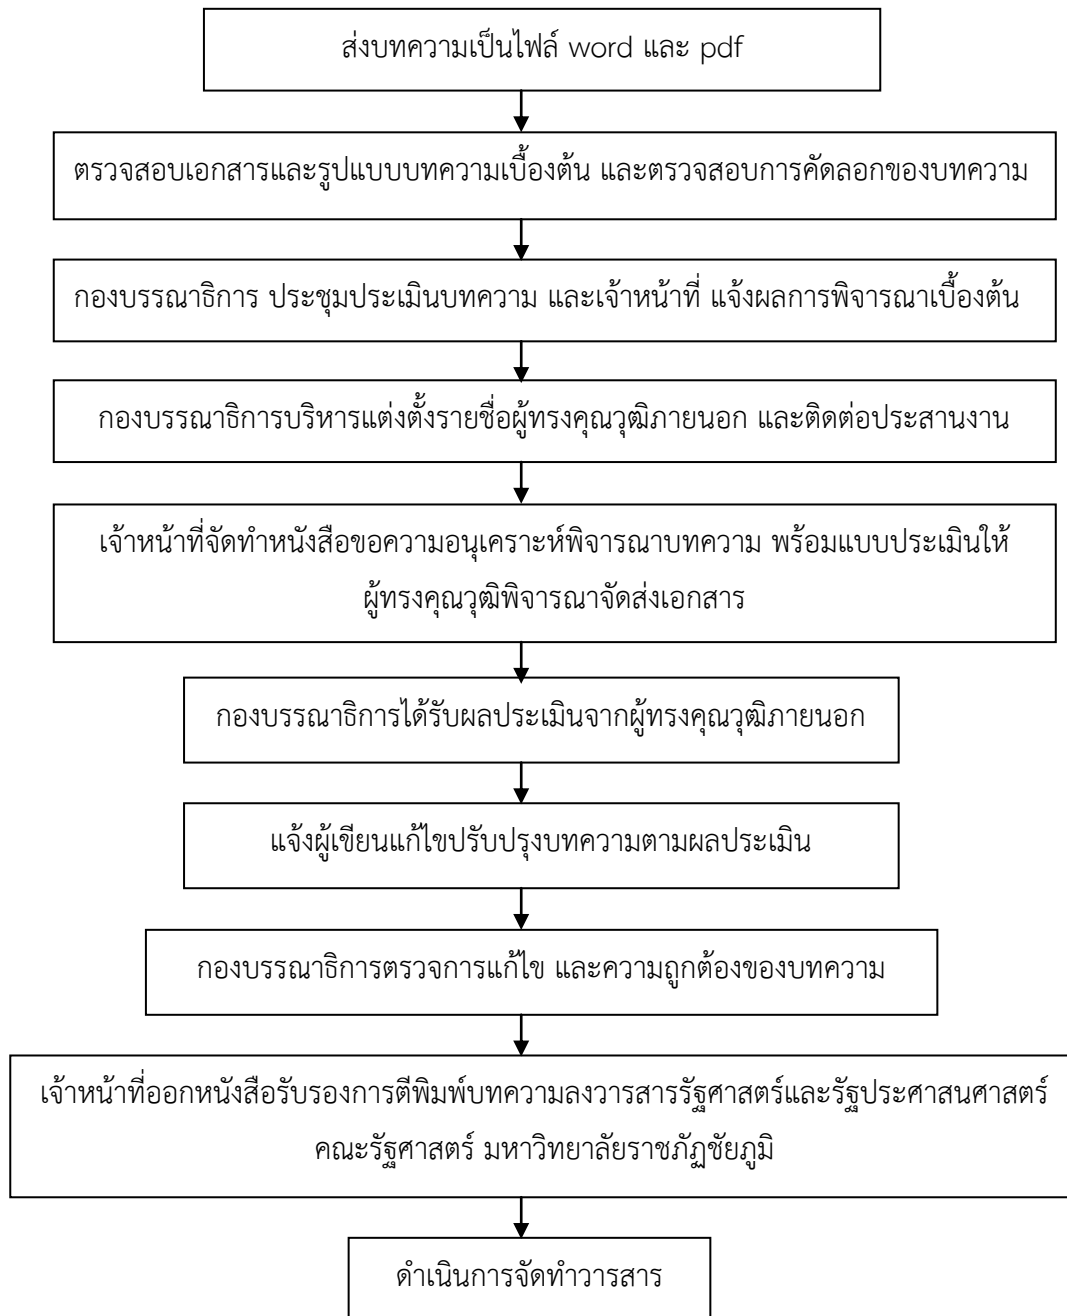 ส่งบทความเป็นไฟล์ word และ pdf
ตรวจสอบเอกสารและรูปแบบบทความเบื้องต้น และตรวจสอบการคัดลอกของบทความ
กองบรรณาธิการ ประชุมประเมินบทความ และเจ้าหน้าที่ แจ้งผลการพิจารณาเบื้องต้น
กองบรรณาธิการบริหารแต่งตั้งรายชื่อผู้ทรงคุณวุฒิภายนอก และติดต่อประสานงาน
เจ้าหน้าที่จัดทำหนังสือขอความอนุเคราะห์พิจารณาบทความ พร้อมแบบประเมินให้
ผู้ทรงคุณวุฒิพิจารณาจัดส่งเอกสาร
กองบรรณาธิการได้รับผลประเมินจากผู้ทรงคุณวุฒิภายนอก
แจ้งผู้เขียนแก้ไขปรับปรุงบทความตามผลประเมิน
กองบรรณาธิการตรวจการแก้ไข และความถูกต้องของบทความ
เจ้าหน้าที่ออกหนังสือรับรองการตีพิมพ์บทความลงวารสารรัฐศาสตร์และรัฐประศาสนศาสตร์
คณะรัฐศาสตร์ มหาวิทยาลัยราชภัฏชัยภูมิ
ดำเนินการจัดทำวารสาร